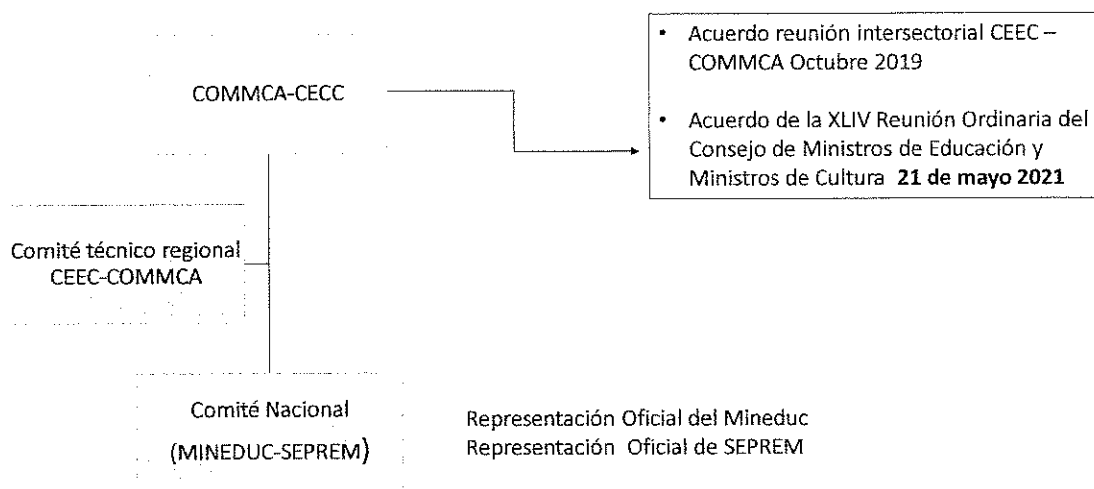 COMMCA-CECC
• Acuerdo reunión intersectorial CEEC –
COMMCA Octubre 2019
• Acuerdo de la XLIV Reunión Ordinaria del
Consejo de Ministros de Educación y
Ministros de Cultura 21 de mayo 2021
Comité técnico regional
CEEC-COMMCA
Comité Nacional
(MINEDUC-SEPREM)
Representación Oficial del Mineduc
Representación Oficial de SEPREM